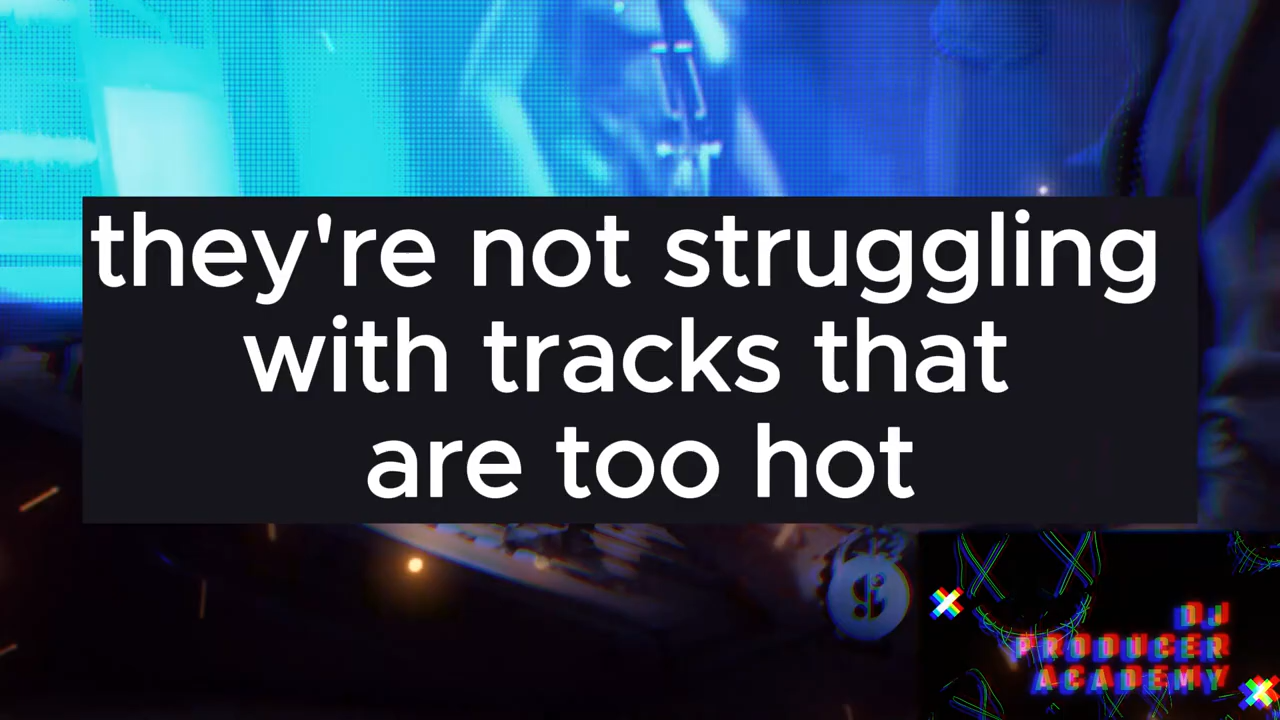 they're not struggling
with tracks that
are too hot
DJ
PRODUCER
ACADEMY